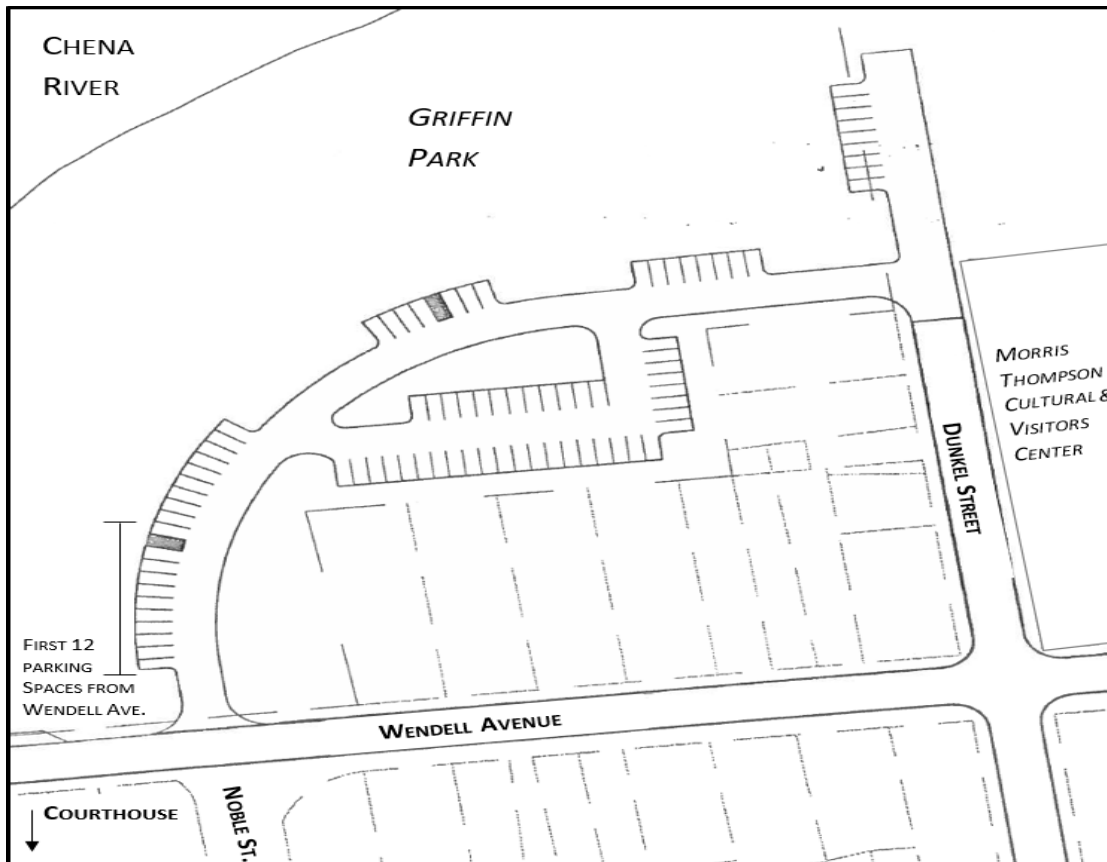 CHENA
RIVER
GRIFFIN
PARK
MORRIS
THOMPSON
CULTURAL &
VISITORS
CENTER
DUNKEL STREET
FIRST 12
PARKING
SPACES FROM
WENDELL AVE.
WENDELL AVENUE
COURTHOUSE
NOBLE ST.